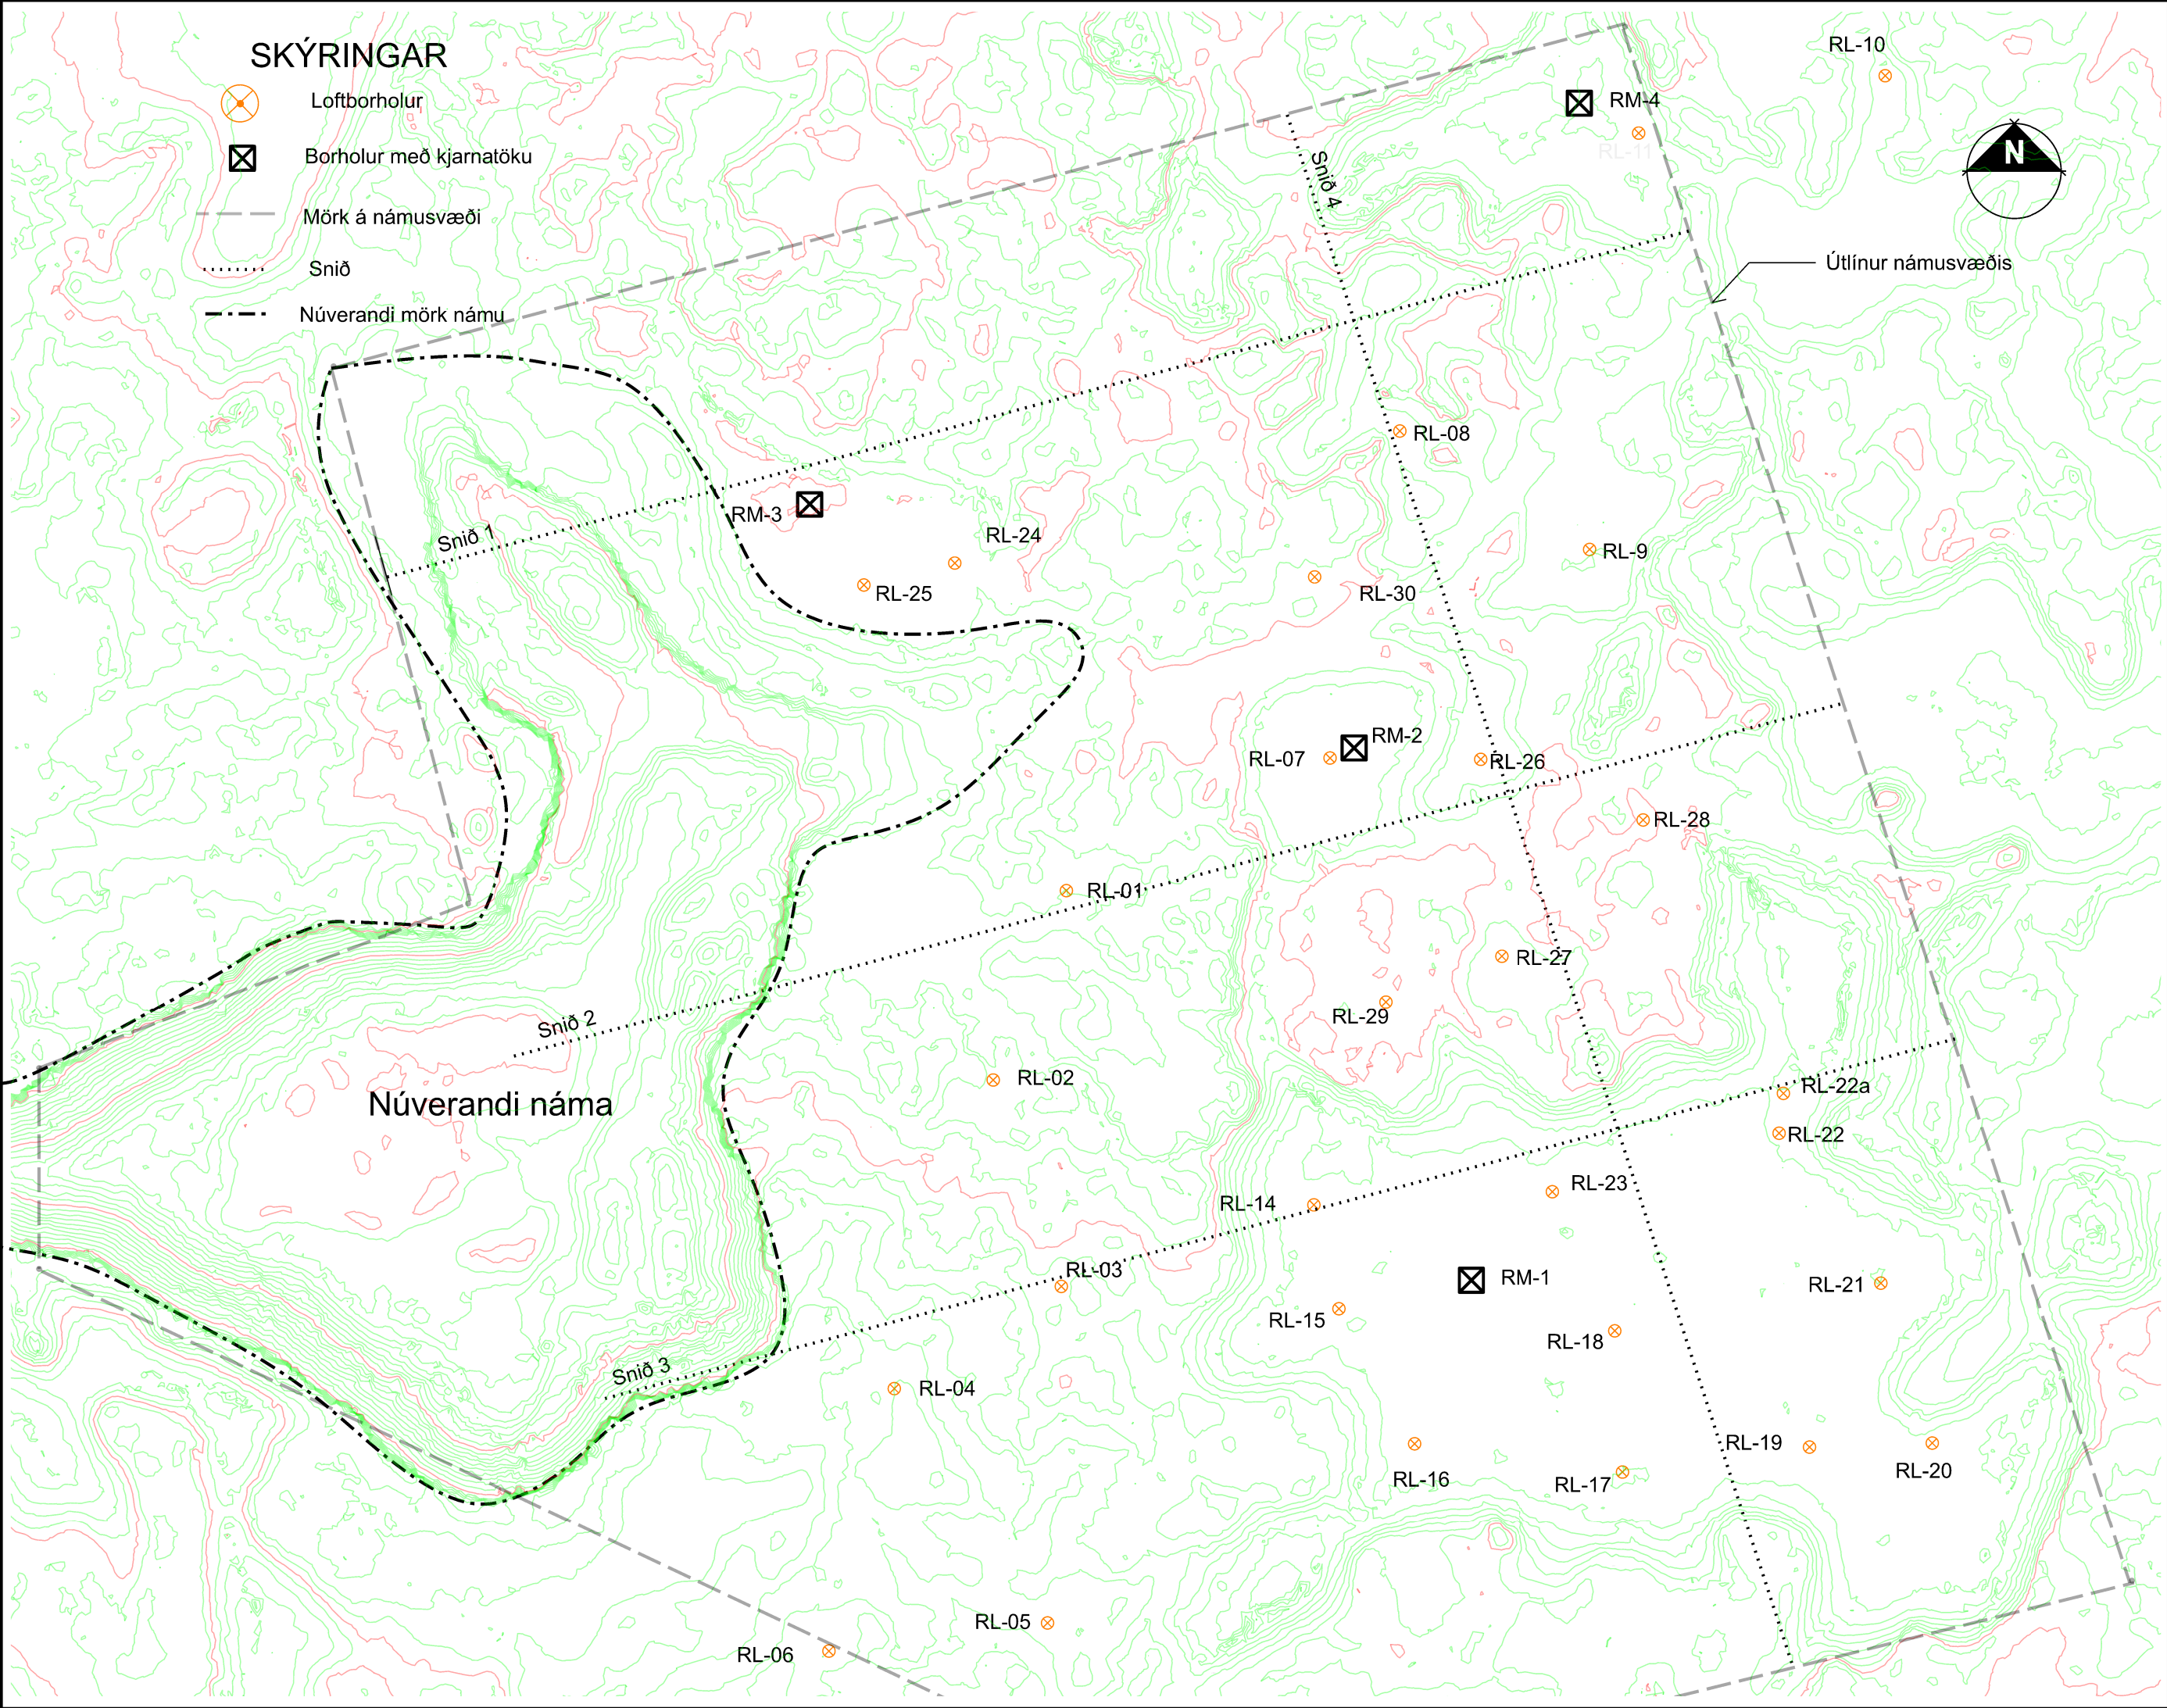 SKÝRINGAR
Loftborholur
Borholur með kjarnatöku
Mörk á námusvæði
Snið
Núverandi mörk námu
RL-10
RM-4
RL-11
N
Snið 4
Útlínur námusvæðis
RL-08
RM-3
Snið 1
RL-24
RL-9
RL-25
RL-30
RM-2
RL-07
RL-26
RL-28
RL-01
RL-27
Snið 2
RL-29
RL-02
RL-22a
Núverandi náma
RL-22
RL-23
RL-14
RL-03
RM-1
RL-21
RL-15
RL-18
Snið 3
RL-04
RL-19
RL-20
RL-16
RL-17
RL-05
RL-06